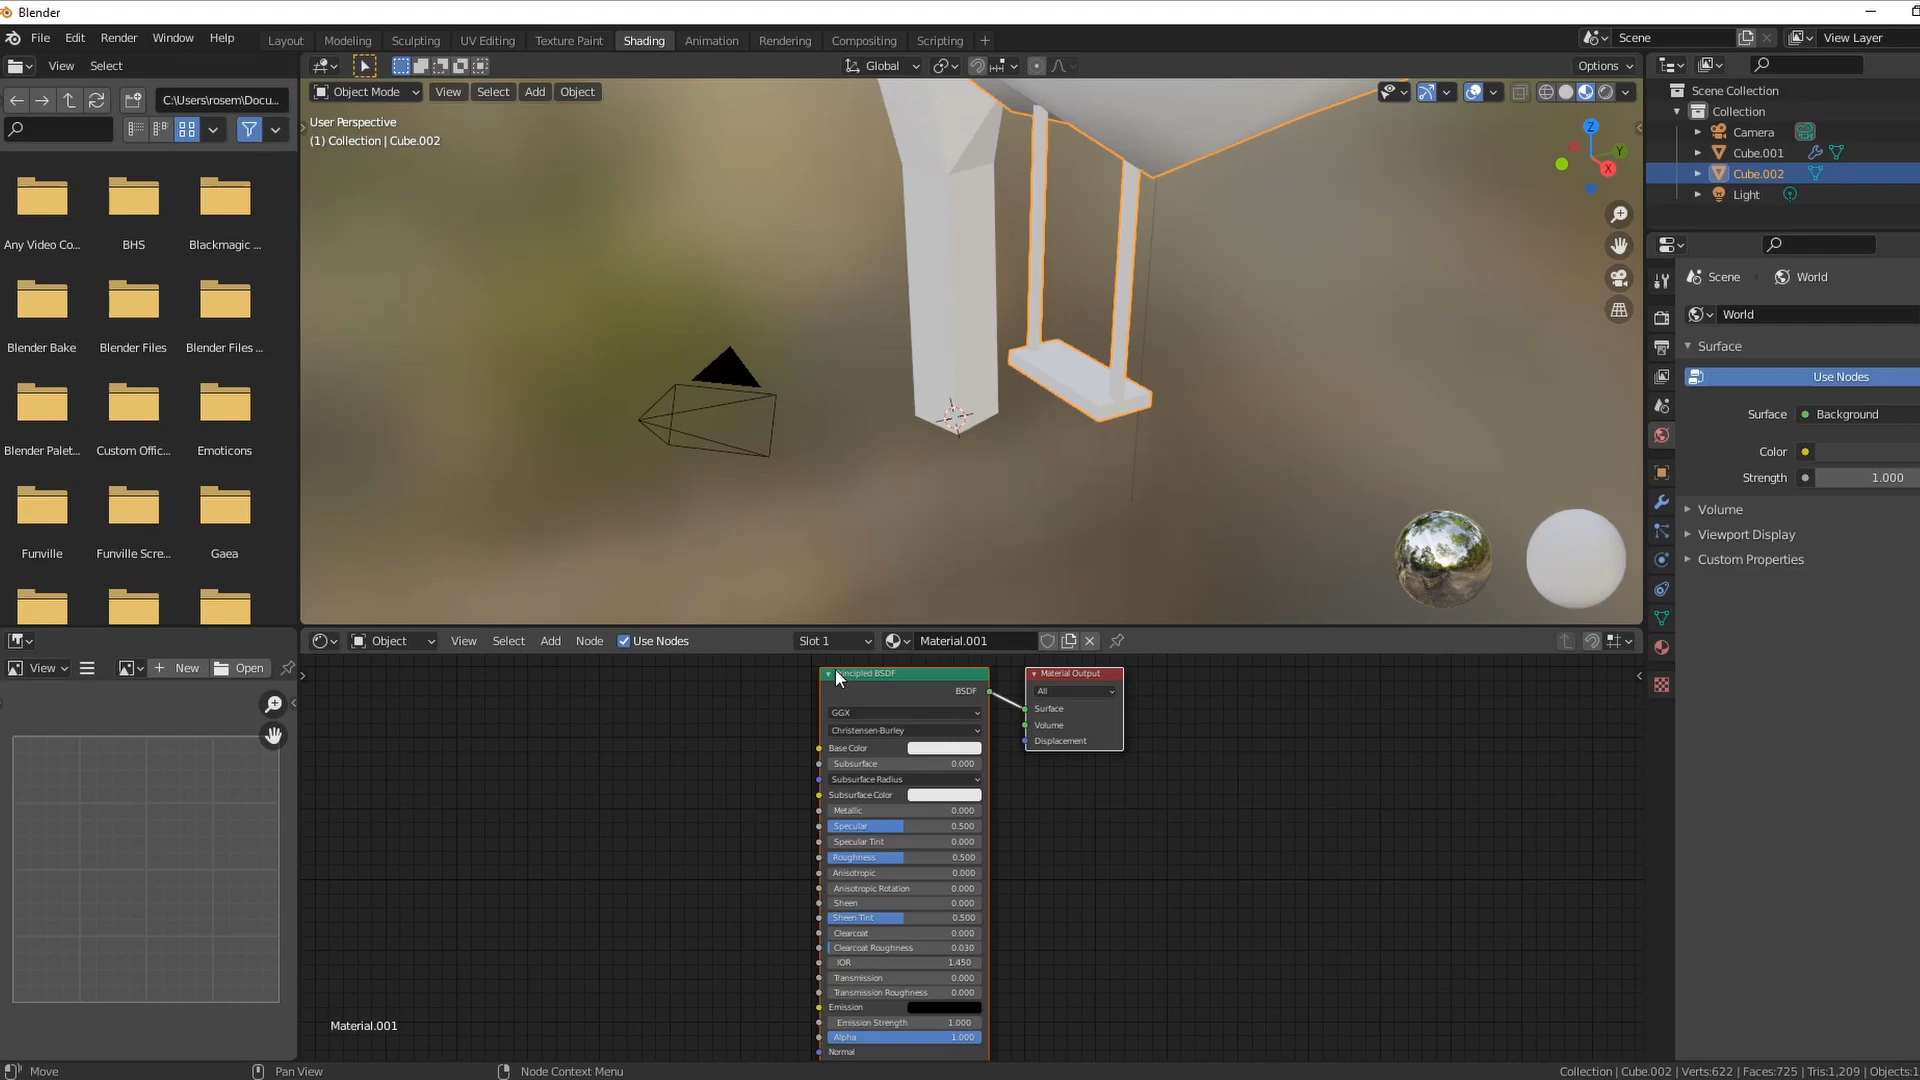 Blender
File Edit Render Window Help
Layout Modeling Sculpting UV Editing Texture Paint Shading Animation Rendering Compositing Scripting +
Scene
View Layer
View Select
Global
Options
C:\Users\rosem\Docu...
Object Mode View Select Add Object
User Perspective
(1) Collection | Cube.002
Z
Y
X
Any Video Co... BHS Blackmagic ...
Blender Bake Blender Files Blender Files ...
Blender Palet... Custom Offic... Emoticons
Funville Funville Scre... Gaea
Scene Collection
Collection
Camera
Cube.001
Cube.002
Light
Scene World
World
Surface
Use Nodes
Surface Background
Color
Strength 1.000
Volume
Viewport Display
Custom Properties
Object View Select Add Node Use Nodes Slot 1 Material.001
View + New Open
BSDF
GGX
Christensen-Burley
Base Color
Subsurface 0.000
Subsurface Radius
Subsurface Color
Metallic 0.000
Specular 0.500
Specular Tint 0.000
Roughness 0.500
Anisotropic 0.000
Anisotropic Rotation 0.000
Sheen 0.000
Sheen Tint 0.500
Clearcoat 0.000
Clearcoat Roughness 0.030
IOR 1.450
Transmission 0.000
Transmission Roughness 0.000
Emission
Emission Strength 1.000
Alpha 1.000
Normal
Material Output
All
Surface
Volume
Displacement
Material.001
Move Pan View Node Context Menu
Collection | Cube.002 | Verts:622 | Faces:725 | Tris:1,209 | Objects:1